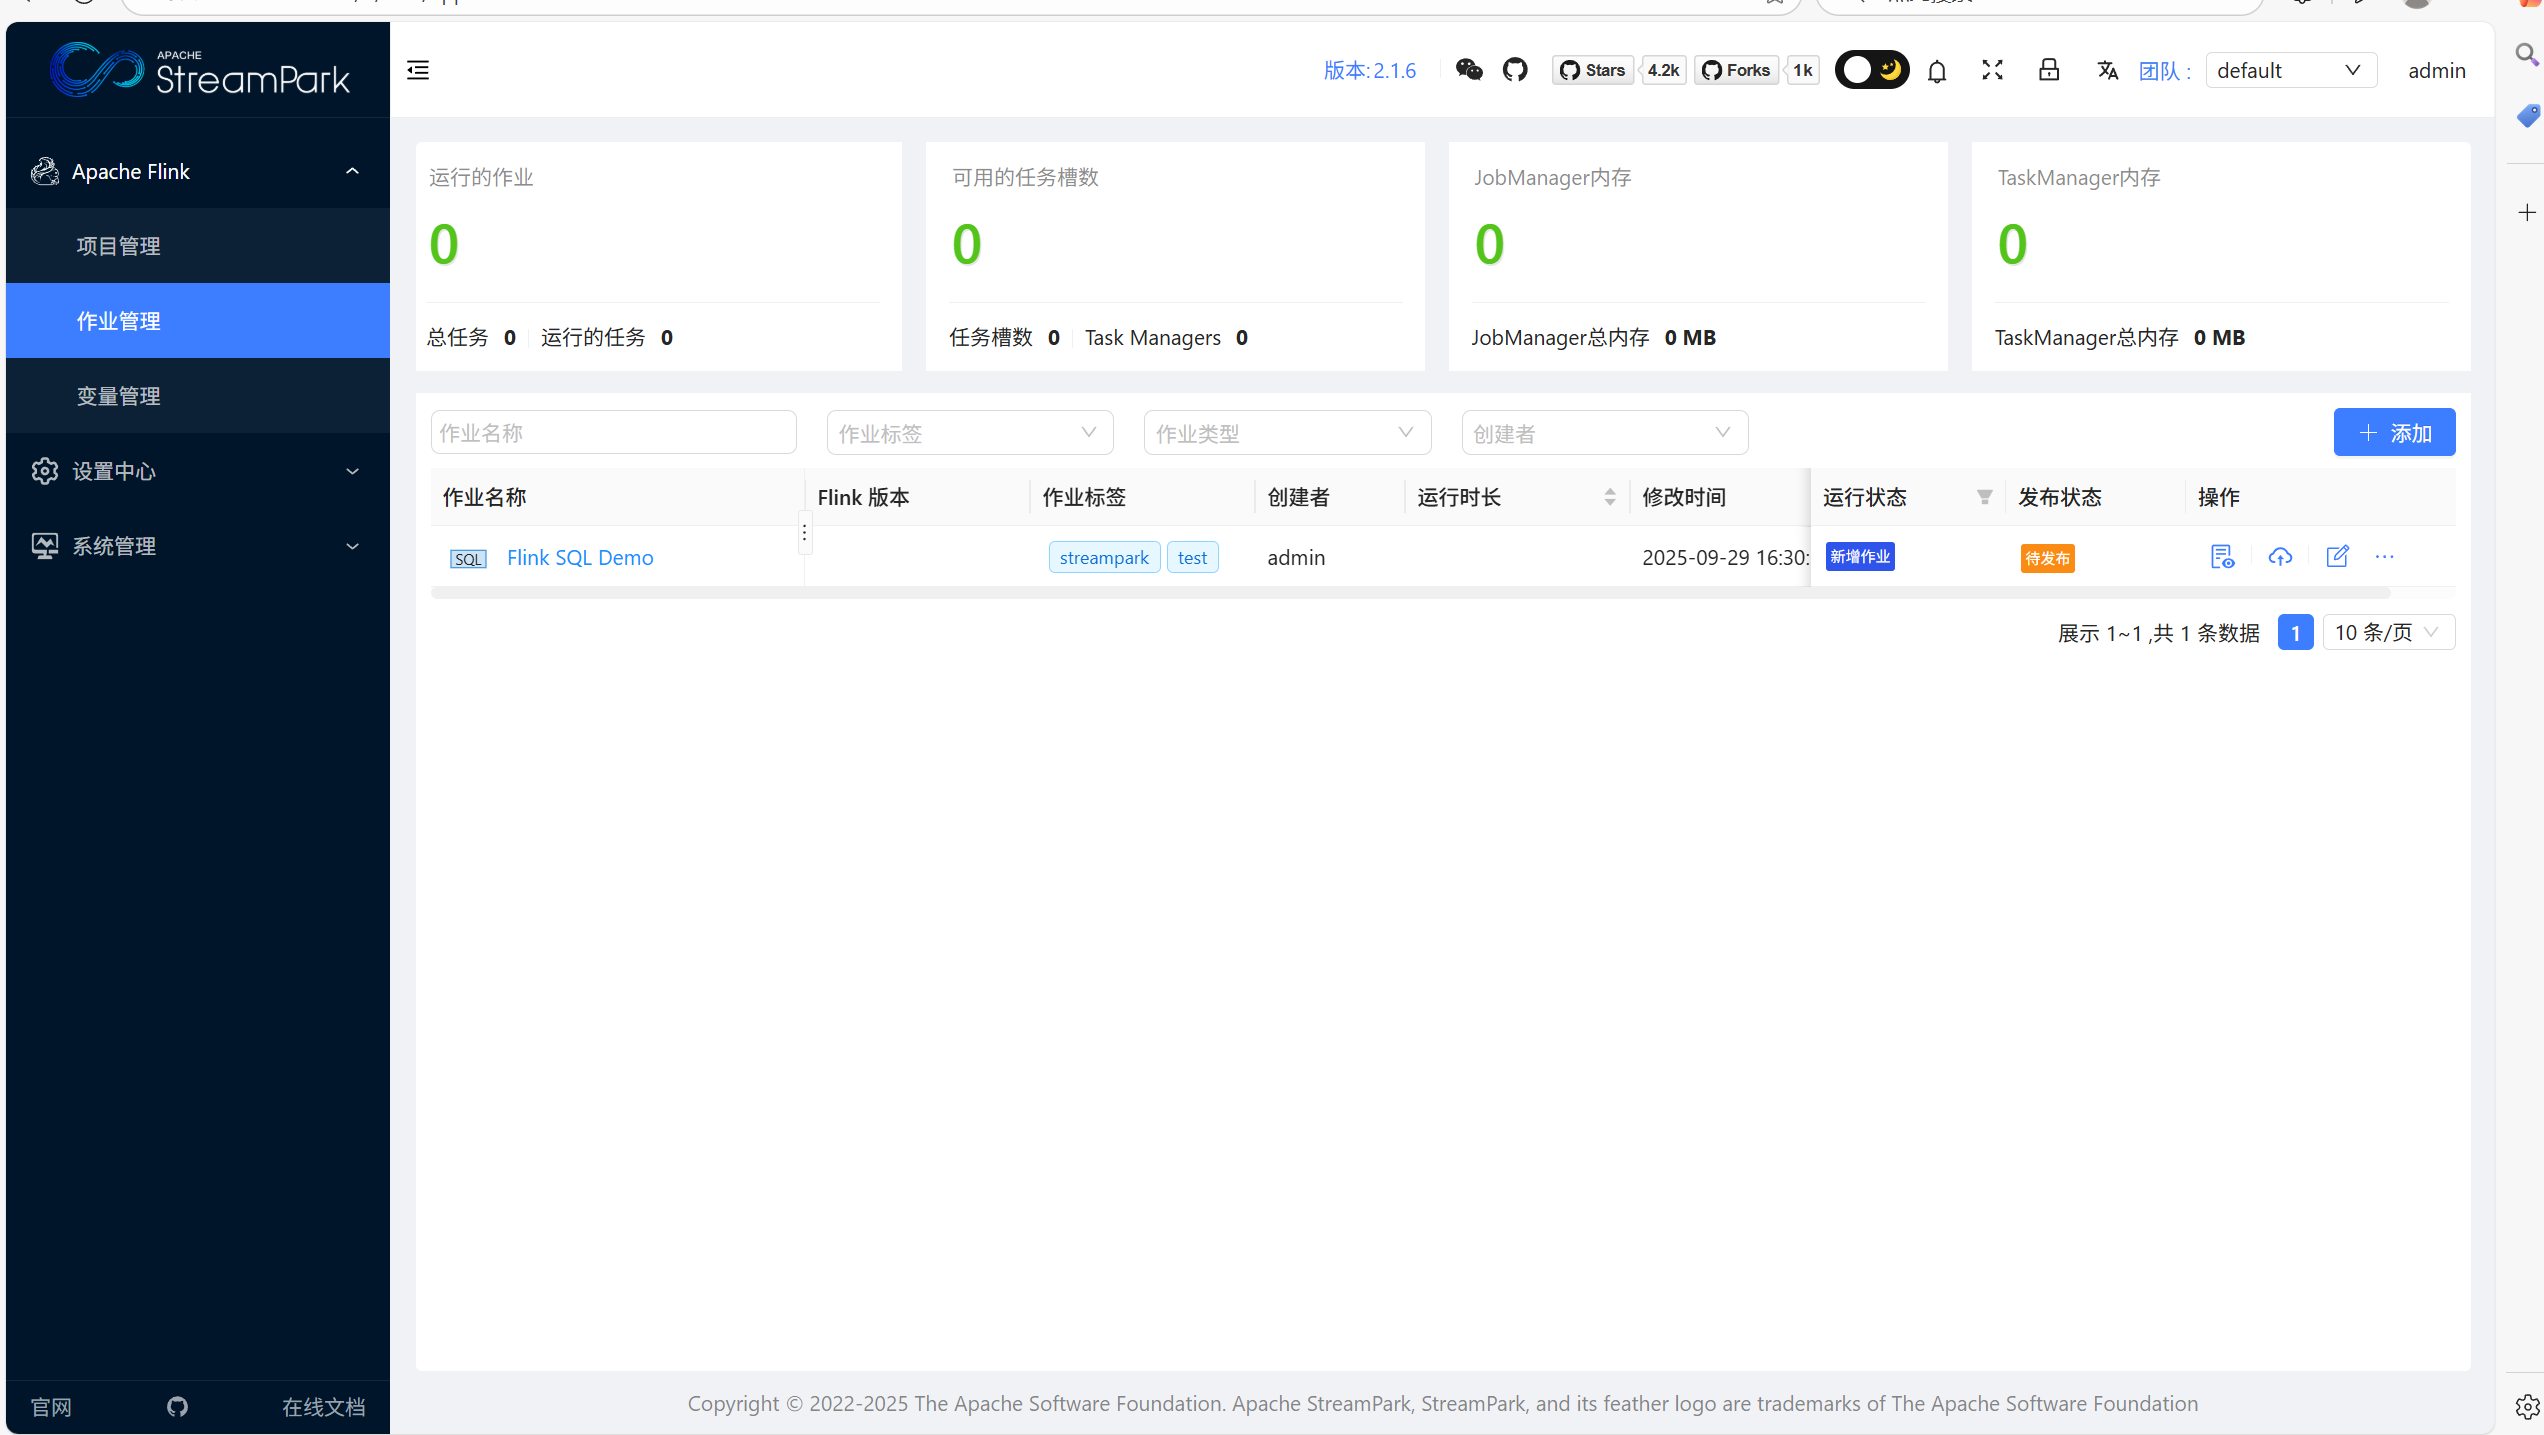 APACHE
StreamPark
版本: 2.1.6
Stars 4.2k
Forks 1k
团队 :
default
admin
Apache Flink
项目管理
作业管理
变量管理
设置中心
系统管理
运行的作业
0
总任务 0 运行的任务 0
可用的任务槽数
0
任务槽数 0 Task Managers 0
JobManager内存
0
JobManager总内存 0 MB
TaskManager内存
0
TaskManager总内存 0 MB
作业名称 作业标签 作业类型 创建者 添加
作业名称 Flink 版本 作业标签 创建者 运行时长 修改时间 运行状态 发布状态 操作
SQL Flink SQL Demo streampark test admin 2025-09-29 16:30: 新增作业 待发布
展示 1~1 ,共 1 条数据 1 10 条/页
官网 在线文档
Copyright © 2022-2025 The Apache Software Foundation. Apache StreamPark, StreamPark, and its feather logo are trademarks of The Apache Software Foundation